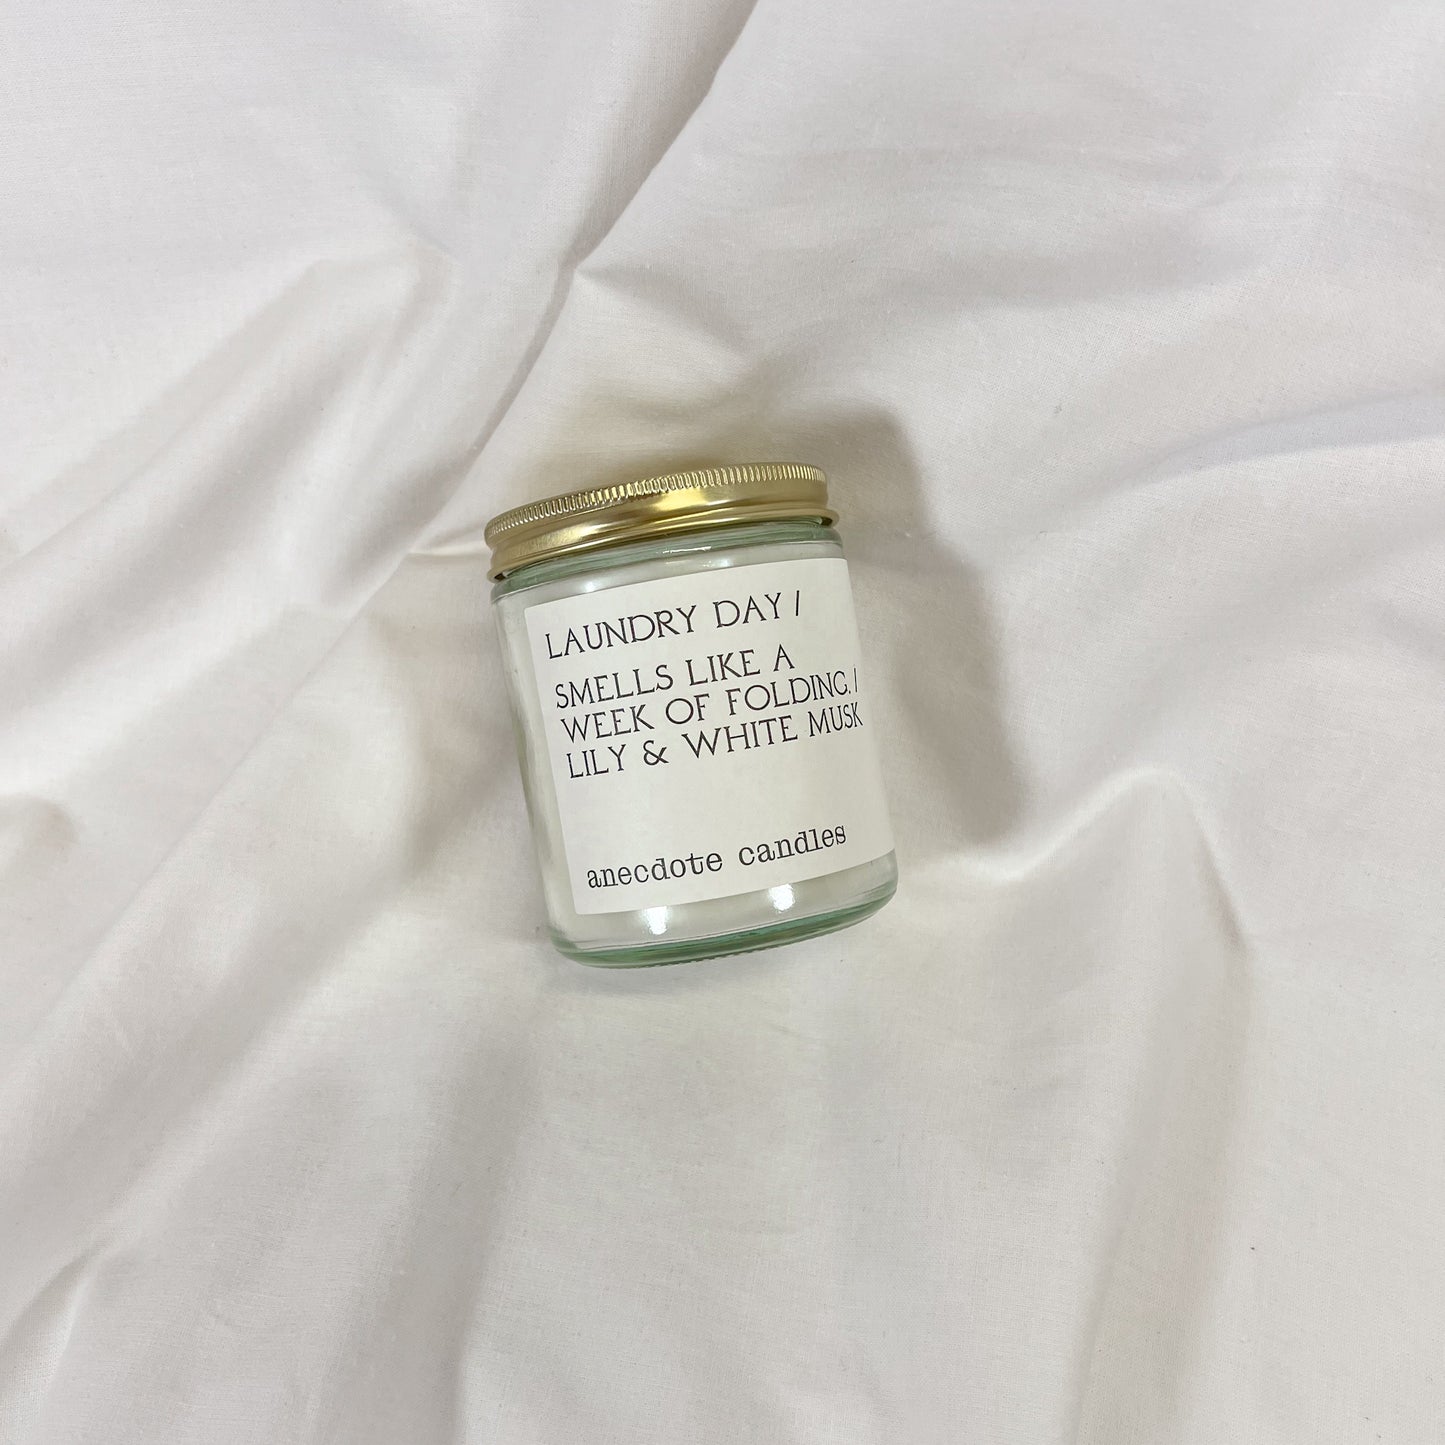 LAUNDRY DAY /
SMELLS LIKE A
WEEK OF FOLDING. /
LILY & WHITE MUSK
anecdote candles